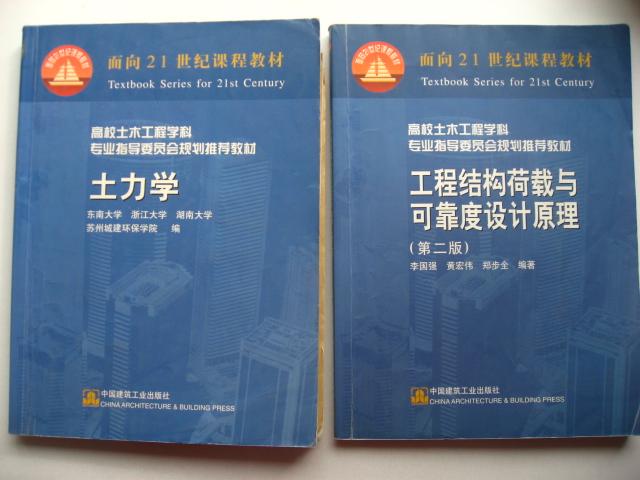 面向21世纪课程教材
Textbook Series for 21st Century
高校土木工程学科
专业指导委员会规划推荐教材
土力学
东南大学 浙江大学 湖南大学
苏州城建环保学院 编
中国建筑工业出版社
CHINA ARCHITECTURE & BUILDING PRESS
面向21世纪课程教材
Textbook Series for 21st Century
高校土木工程学科
专业指导委员会规划推荐教材
工程结构荷载与
可靠度设计原理
(第二版)
李国强 黄宏伟 郑步全 编著
中国建筑工业出版社
CHINA ARCHITECTURE & BUILDING PRESS